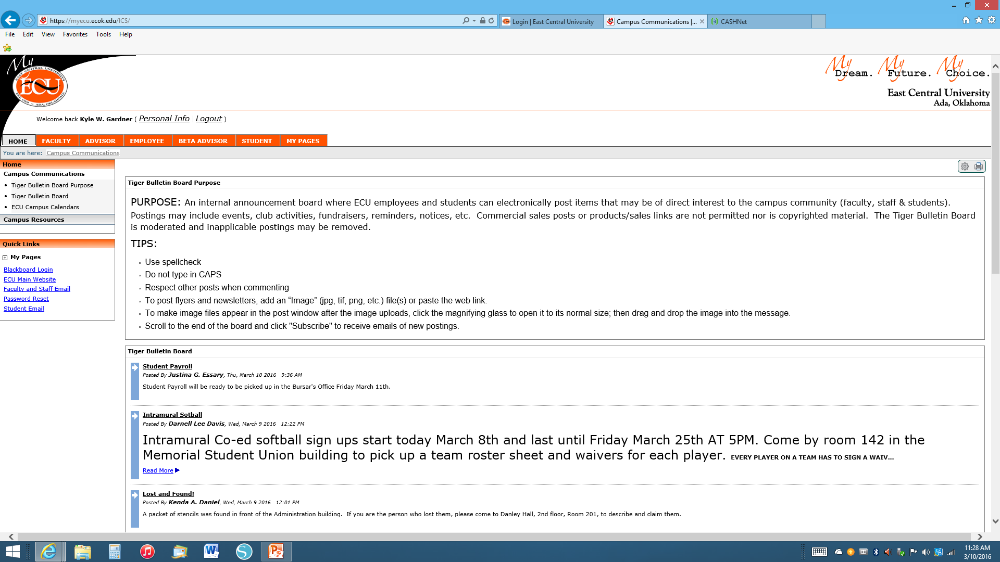 https://myecu.ecok.edu/ICS/
Login | East Central University
Campus Communications |...
CASHNet
File Edit View Favorites Tools Help
My
EAST CENTRAL UNIVERSITY
ECU
EST. 1909 - ADA, OKLAHOMA
My Dream. My Future. My Choice.
East Central University
Ada, Oklahoma
Welcome back Kyle W. Gardner ( Personal Info | Logout )
HOME FACULTY ADVISOR EMPLOYEE BETA ADVISOR STUDENT MY PAGES
You are here: Campus Communications
Home
Campus Communications
• Tiger Bulletin Board Purpose
• Tiger Bulletin Board
• ECU Campus Calendars
Campus Resources
Quick Links
My Pages
Blackboard Login
ECU Main Website
Faculty and Staff Email
Password Reset
Student Email
Tiger Bulletin Board Purpose
PURPOSE: An internal announcement board where ECU employees and students can electronically post items that may be of direct interest to the campus community (faculty, staff & students).
Postings may include events, club activities, fundraisers, reminders, notices, etc.  Commercial sales posts or products/sales links are not permitted nor is copyrighted material.  The Tiger Bulletin Board
is moderated and inapplicable postings may be removed.
TIPS:
Use spellcheck
Do not type in CAPS
Respect other posts when commenting
To post flyers and newsletters, add an “Image” (jpg, tif, png, etc.) file(s) or paste the web link.
To make image files appear in the post window after the image uploads, click the magnifying glass to open it to its normal size; then drag and drop the image into the message.
Scroll to the end of the board and click "Subscribe" to receive emails of new postings.
Tiger Bulletin Board
Student Payroll
Posted By Justina G. Essary, Thu, March 10 2016 9:36 AM
Student Payroll will be ready to be picked up in the Bursar's Office Friday March 11th.
Intramural Sotball
Posted By Darnell Lee Davis, Wed, March 9 2016 12:22 PM
Intramural Co-ed softball sign ups start today March 8th and last until Friday March 25th AT 5PM. Come by room 142 in the
Memorial Student Union building to pick up a team roster sheet and waivers for each player. EVERY PLAYER ON A TEAM HAS TO SIGN A WAIV...
Read More
Lost and Found!
Posted By Kenda A. Daniel, Wed, March 9 2016 12:01 PM
A packet of stencils was found in front of the Administration building.  If you are the person who lost them, please come to Danley Hall, 2nd floor, Room 201, to describe and claim them.
11:28 AM
3/10/2016